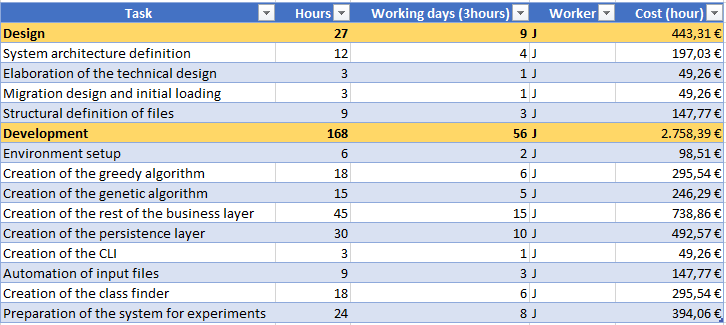 Task Hours Working days (3hours) Worker Cost (hour)
Design 27 9 J 443,31 €
System architecture definition 12 4 J 197,03 €
Elaboration of the technical design 3 1 J 49,26 €
Migration design and initial loading 3 1 J 49,26 €
Structural definition of files 9 3 J 147,77 €
Development 168 56 J 2.758,39 €
Environment setup 6 2 J 98,51 €
Creation of the greedy algorithm 18 6 J 295,54 €
Creation of the genetic algorithm 15 5 J 246,29 €
Creation of the rest of the business layer 45 15 J 738,86 €
Creation of the persistence layer 30 10 J 492,57 €
Creation of the CLI 3 1 J 49,26 €
Automation of input files 9 3 J 147,77 €
Creation of the class finder 18 6 J 295,54 €
Preparation of the system for experiments 24 8 J 394,06 €